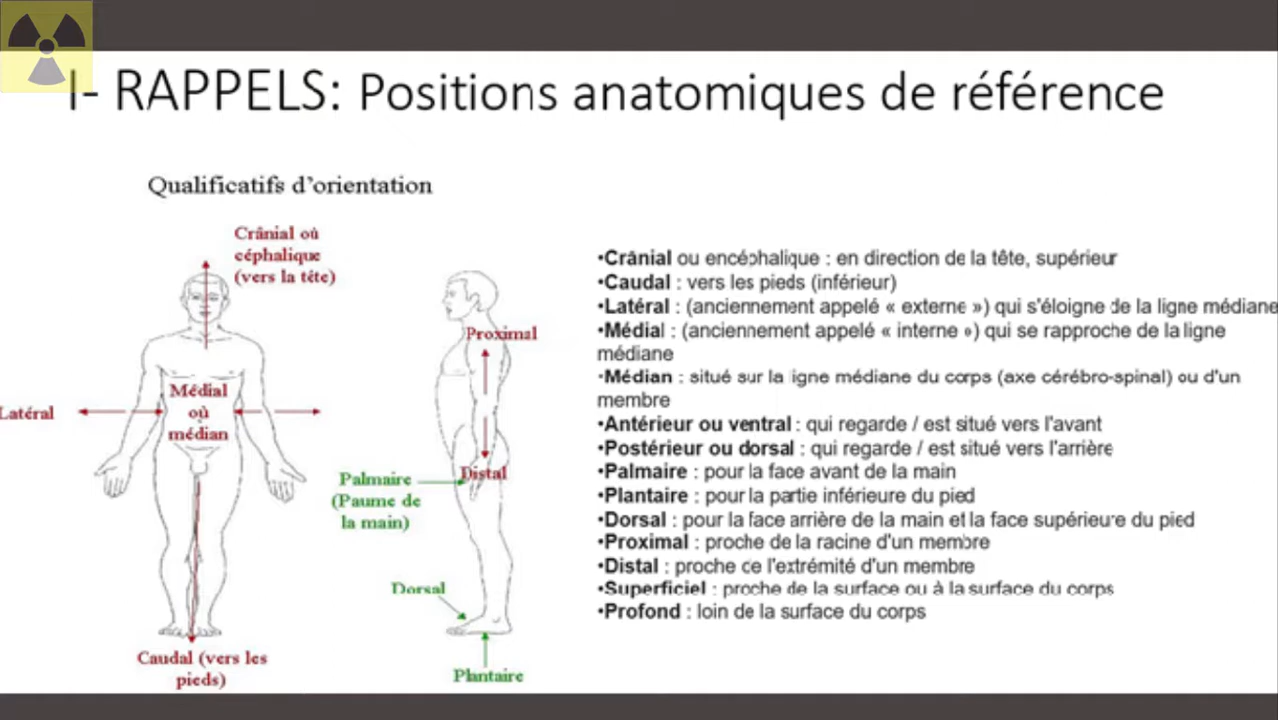 I- RAPPELS: Positions anatomiques de référence
Qualificatifs d'orientation
Crânial où
céphalique
(vers la tête)
Proximal
Médial
où
médian
Latéral
Distal
Palmaire
(Paume de
la main)
Dorsal
Caudal (vers les
pieds)
Plantaire
•Crânial ou encéphalique : en direction de la tête, supérieur
•Caudal : vers les pieds (inférieur)
•Latéral : (anciennement appelé « externe ») qui s'éloigne de la ligne médiane
•Médial : (anciennement appelé « interne ») qui se rapproche de la ligne
médiane
•Médian : situé sur la ligne médiane du corps (axe cérébro-spinal) ou d'un
membre
•Antérieur ou ventral : qui regarde / est situé vers l'avant
•Postérieur ou dorsal : qui regarde / est situé vers l'arrière
•Palmaire : pour la face avant de la main
•Plantaire : pour la partie inférieure du pied
•Dorsal : pour la face arrière de la main et la face supérieure du pied
•Proximal : proche de la racine d'un membre
•Distal : proche de l'extrémité d'un membre
•Superficiel : proche de la surface ou à la surface du corps
•Profond : loin de la surface du corps